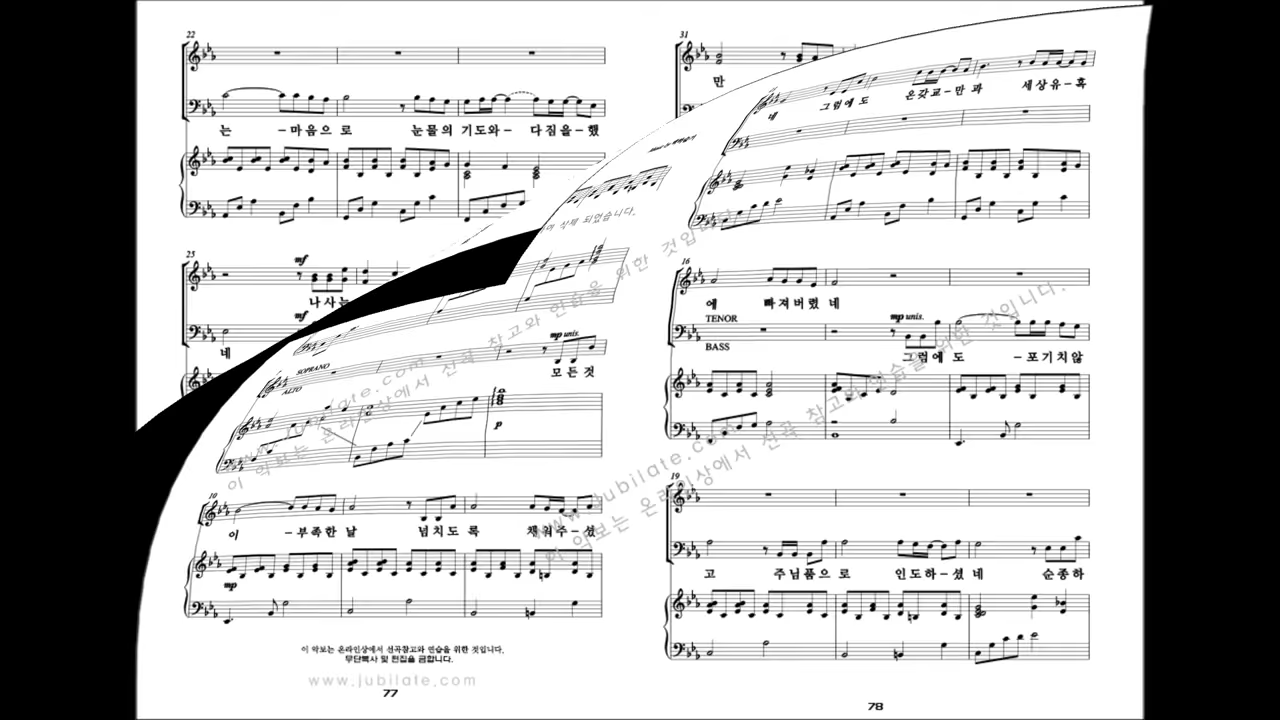 22
는 -마음으로 눈물의 기도와- 다짐을-했
25
mf
나사는
mf
네
SOPRANO
ALTO
mp unis.
모든것
p
10
이 -부족한 날 넘치도 록 채워주-셨
mp
이 악보는 온라인상에서 선곡참고와 연습을 위한 것입니다.
무단복사 및 편집을 금합니다.
www.jubilate.com
77
31
만
네 그럼에도 온갖교-만과 세상유-혹
16
에 빠져버렸 네
TENOR
mp unis.
BASS
그럼에 도 -포기치않
19
고 주님품으로 인도하-셨네 순종하
78
www.jubilate.com
이 악보는 온라인상에서 선곡 참고와 연습을 위한 것입니다.